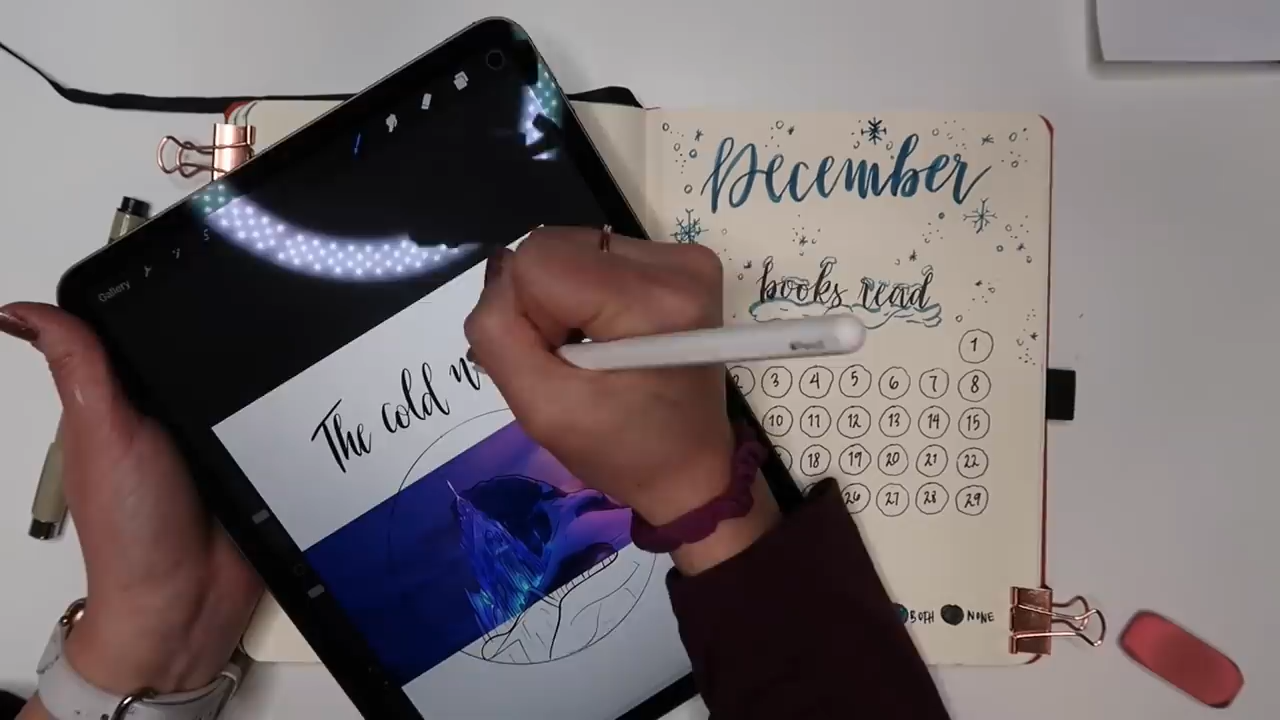 Gallery
The cold
December
books read
1
2 3 4 5 6 7 8
10 11 12 13 14 15
18 19 20 21 22
26 27 28 29
BOTH NONE